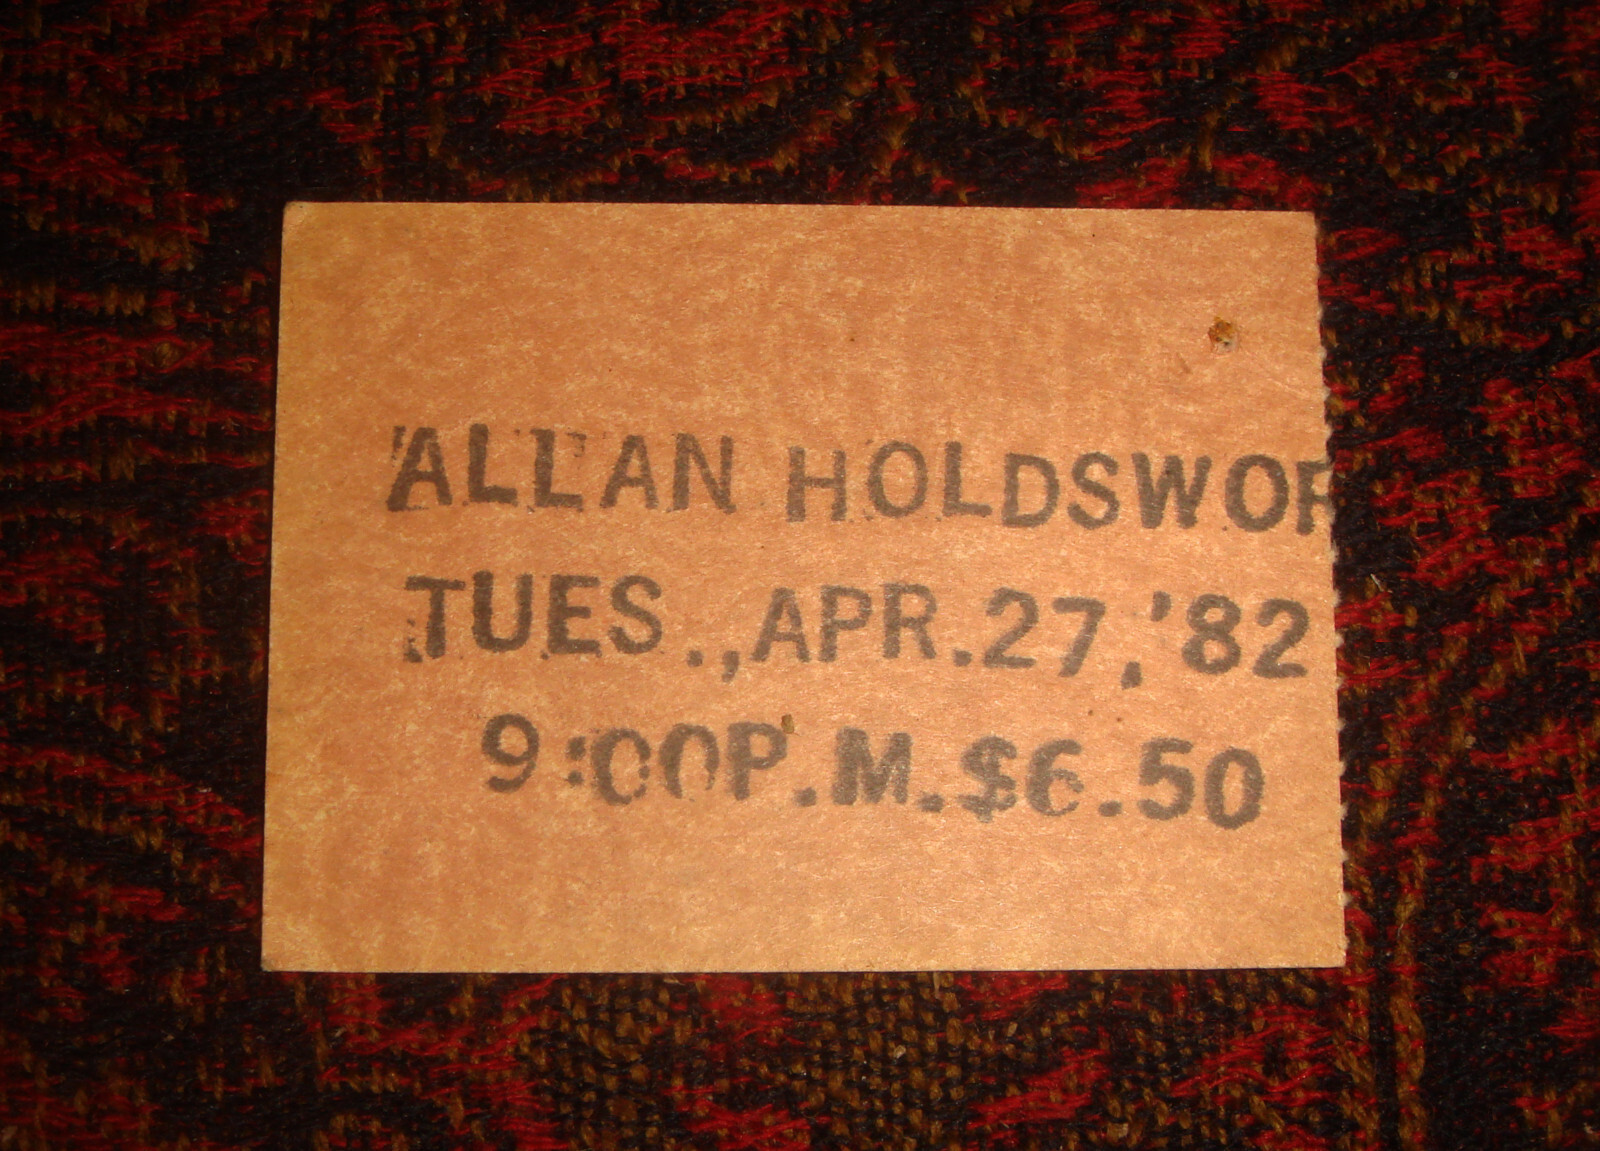 ALLAN HOLDSWOR
TUES.,APR.27,'82
9:00P.M.$6.50